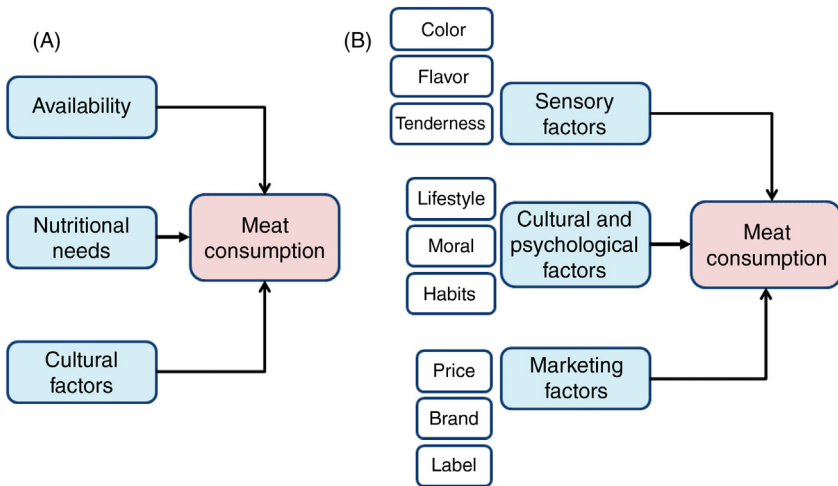 (A)
Availability
Nutritional
needs
Cultural
factors
Meat
consumption
(B)
Color
Flavor
Tenderness
Sensory
factors
Lifestyle
Moral
Habits
Cultural and
psychological
factors
Price
Brand
Label
Marketing
factors
Meat
consumption